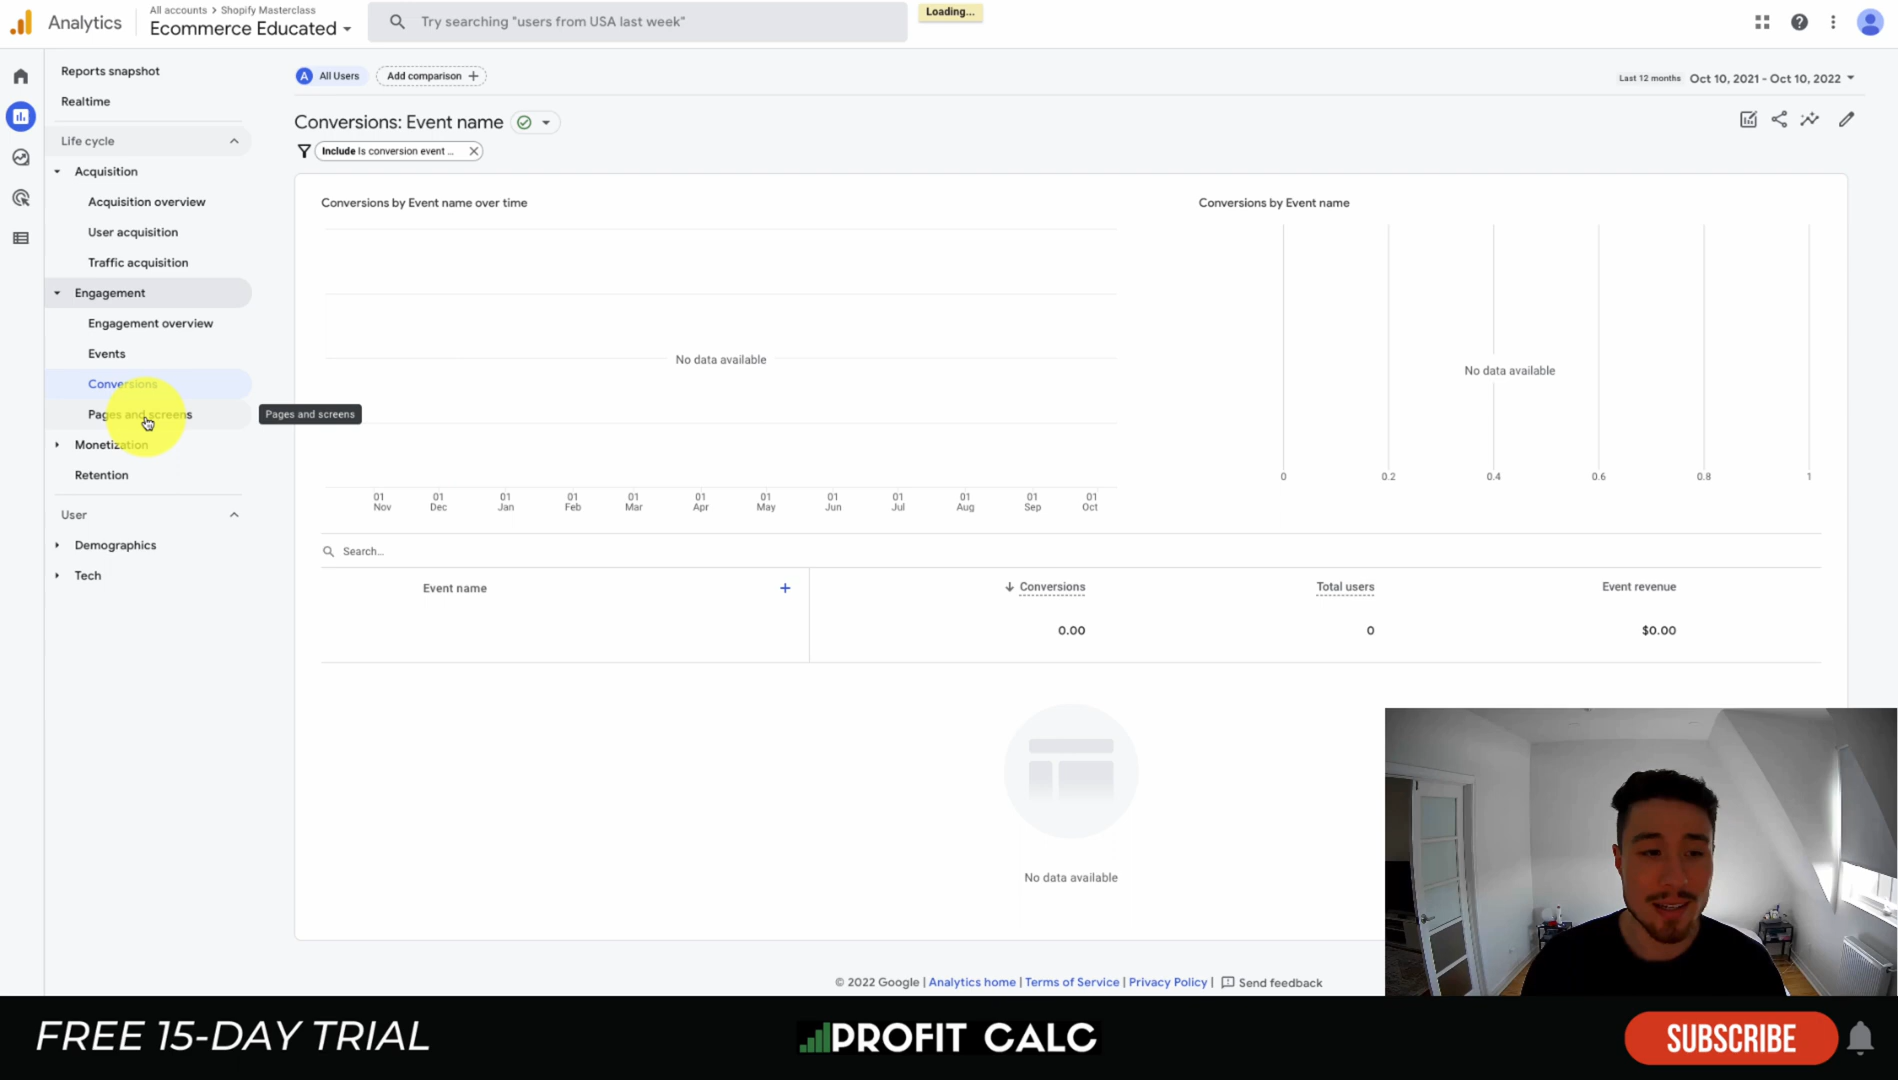 Analytics
All accounts > Shopify Masterclass
Ecommerce Educated
Try searching "users from USA last week"
Loading...
Reports snapshot
Realtime
Life cycle
Acquisition
Acquisition overview
User acquisition
Traffic acquisition
Engagement
Engagement overview
Events
Conversions
Pages and screens
Pages and screens
Monetization
Retention
User
Demographics
Tech
A All Users
Add comparison +
Last 12 months Oct 10, 2021 - Oct 10, 2022
Conversions: Event name
Include Is conversion event ...
Conversions by Event name over time
No data available
01 Nov
01 Dec
01 Jan
01 Feb
01 Mar
01 Apr
01 May
01 Jun
01 Jul
01 Aug
01 Sep
01 Oct
Conversions by Event name
No data available
0 0.2 0.4 0.6 0.8 1
Search...
Event name + Conversions Total users Event revenue
0.00 0 $0.00
No data available
© 2022 Google | Analytics home | Terms of Service | Privacy Policy | Send feedback
FREE 15-DAY TRIAL
PROFIT CALC
SUBSCRIBE